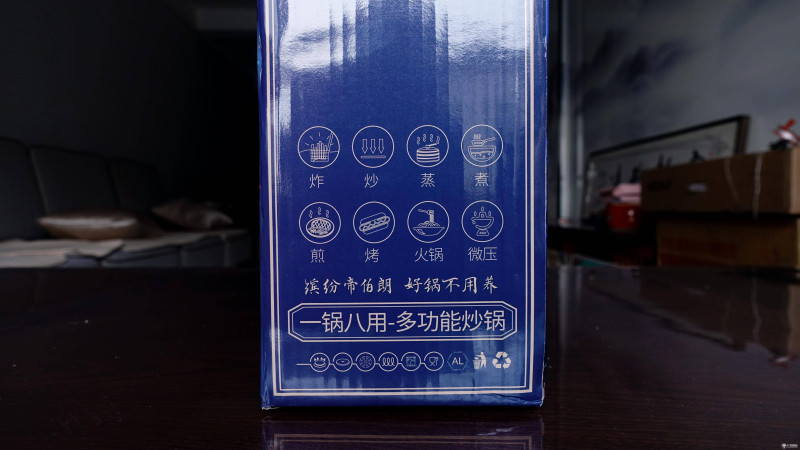 炸 炒 蒸 煮
煎 烤 火锅 微压
缤纷帝伯朗 好锅不用养
一锅八用-多功能炒锅
AL